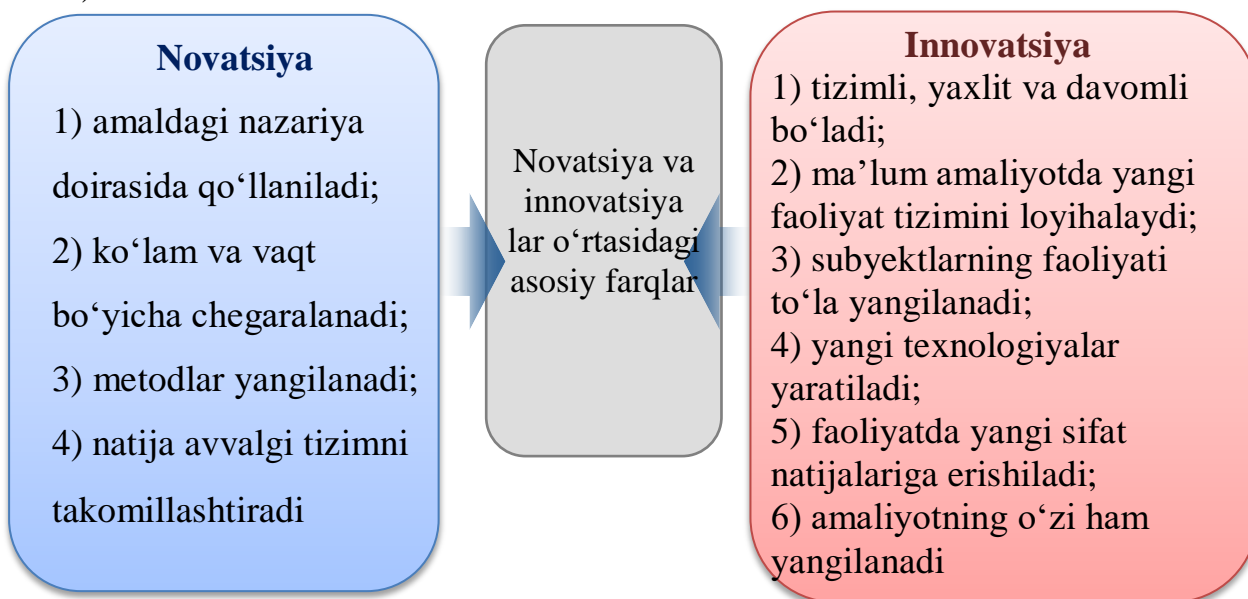 Novatsiya
1) amaldagi nazariya
doirasida qo‘llaniladi;
2) ko‘lam va vaqt
bo‘yicha chegaralanadi;
3) metodlar yangilanadi;
4) natija avvalgi tizimni
takomillashtiradi
Novatsiya va
innovatsiya
lar o‘rtasidagi
asosiy farqlar
Innovatsiya
1) tizimli, yaxlit va davomli
bo‘ladi;
2) ma’lum amaliyotda yangi
faoliyat tizimini loyihalaydi;
3) subyektlarning faoliyati
to‘la yangilanadi;
4) yangi texnologiyalar
yaratiladi;
5) faoliyatda yangi sifat
natijalariga erishiladi;
6) amaliyotning o‘zi ham
yangilanadi